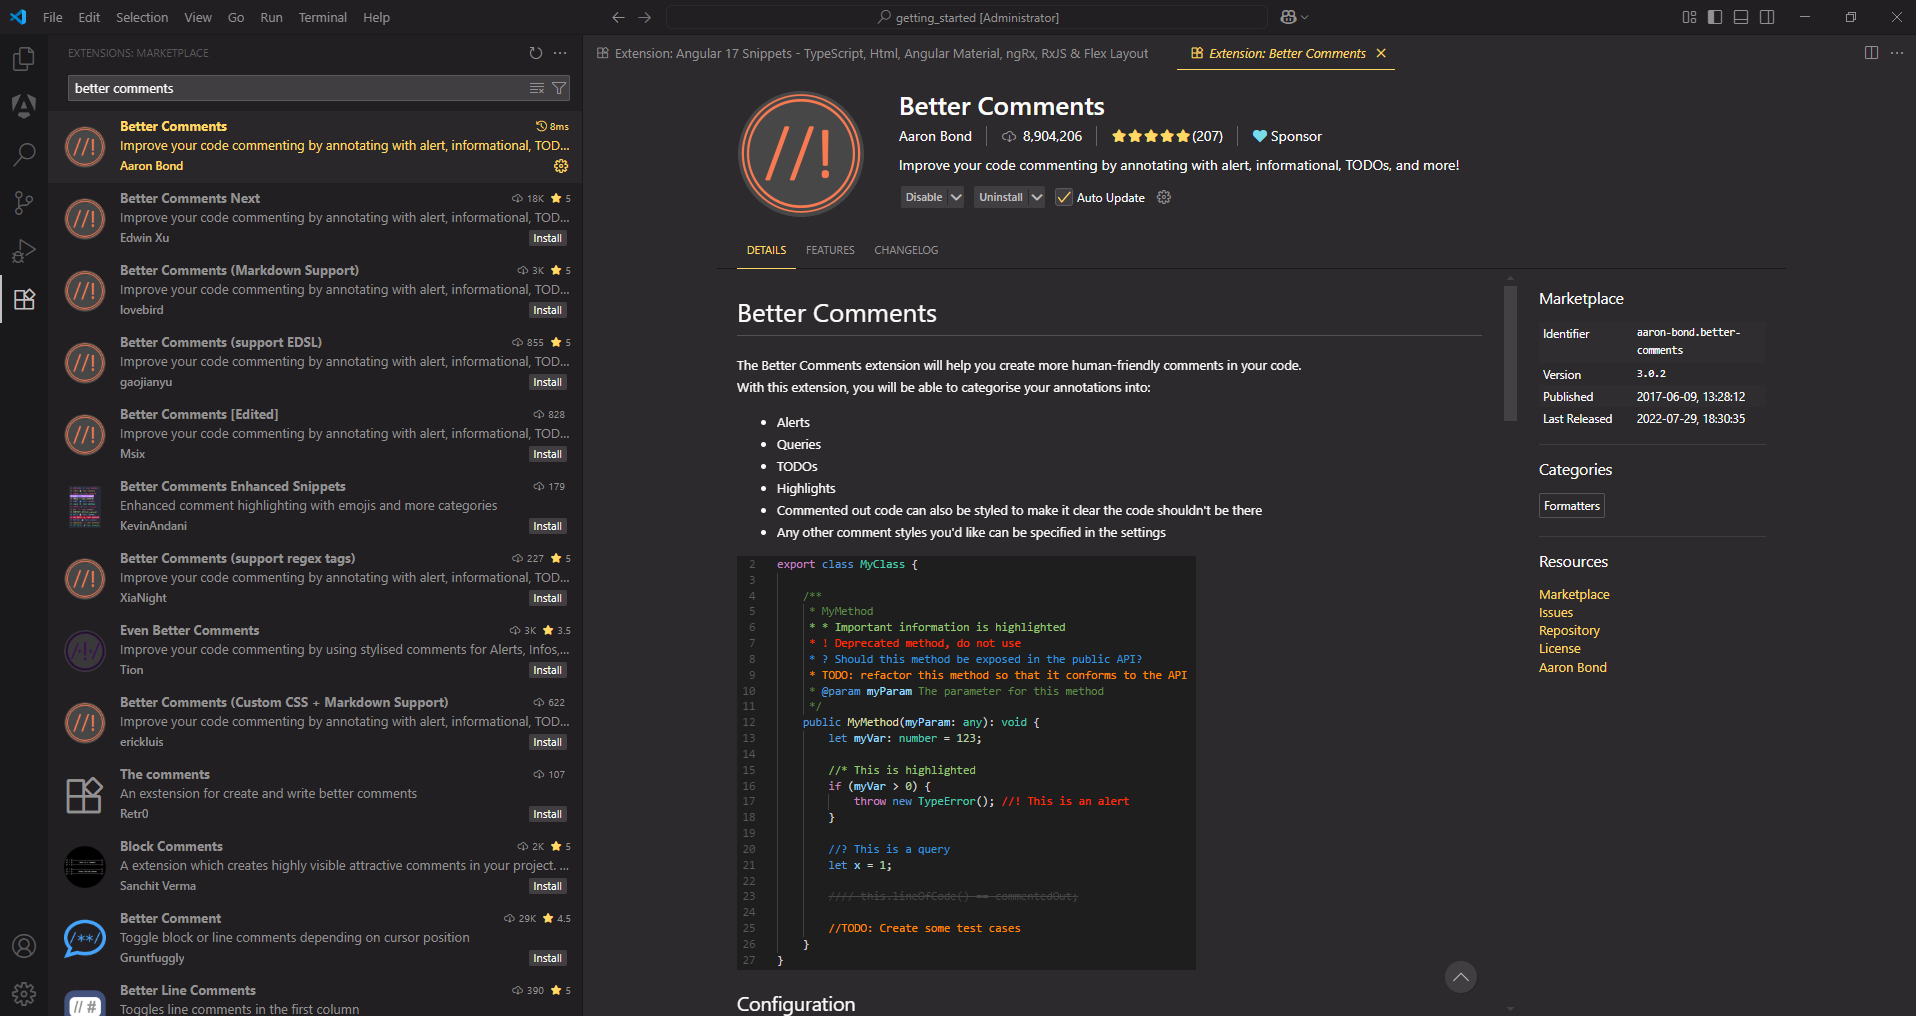 File Edit Selection View Go Run Terminal Help
getting_started [Administrator]
EXTENSIONS: MARKETPLACE
better comments
Better Comments
8ms
Improve your code commenting by annotating with alert, informational, TOD...
Aaron Bond
Better Comments Next
18K 5
Improve your code commenting by annotating with alert, informational, TOD...
Edwin Xu
Install
Better Comments (Markdown Support)
3K 5
Improve your code commenting by annotating with alert, informational, TOD...
lovebird
Install
Better Comments (support EDSL)
855 5
Improve your code commenting by annotating with alert, informational, TOD...
gaojianyu
Install
Better Comments [Edited]
828
Improve your code commenting by annotating with alert, informational, TOD...
Msix
Install
Better Comments Enhanced Snippets
179
Enhanced comment highlighting with emojis and more categories
KevinAndani
Install
Better Comments (support regex tags)
227 5
Improve your code commenting by annotating with alert, informational, TOD...
XiaNight
Install
Even Better Comments
3K 3.5
Improve your code commenting by using stylised comments for Alerts, Infos,...
Tion
Install
Better Comments (Custom CSS + Markdown Support)
622
Improve your code commenting by annotating with alert, informational, TOD...
erickluis
Install
The comments
107
An exstension for create and write better comments
Retr0
Install
Block Comments
2K 5
A extension which creates highly visible attractive comments in your project. ...
Sanchit Verma
Install
/**/
Better Comment
29K 4.5
Toggle block or line comments depending on cursor position
Gruntfuggly
Install
// #
Better Line Comments
390 5
Toggles line comments in the first column
Extension: Angular 17 Snippets - TypeScript, Html, Angular Material, ngRx, RxJS & Flex Layout
Extension: Better Comments
//!
Better Comments
Aaron Bond 8,904,206 (207) Sponsor
Improve your code commenting by annotating with alert, informational, TODOs, and more!
Disable Uninstall Auto Update
DETAILS FEATURES CHANGELOG
Better Comments
The Better Comments extension will help you create more human-friendly comments in your code.
With this extension, you will be able to categorise your annotations into:
• Alerts
• Queries
• TODOs
• Highlights
• Commented out code can also be styled to make it clear the code shouldn't be there
• Any other comment styles you'd like can be specified in the settings
2 export class MyClass {
3
4 /**
5 * MyMethod
6 * * Important information is highlighted
7 * ! Deprecated method, do not use
8 * ? Should this method be exposed in the public API?
9 * TODO: refactor this method so that it conforms to the API
10 * @param myParam The parameter for this method
11 */
12 public MyMethod(myParam: any): void {
13 let myVar: number = 123;
14
15 //* This is highlighted
16 if (myVar > 0) {
17 throw new TypeError(); //! This is an alert
18 }
19
20 //? This is a query
21 let x = 1;
22
23 //// this.lineOfCode() == commentedOut;
24
25 //TODO: Create some test cases
26 }
27 }
Configuration
Marketplace
Identifier aaron-bond.better-
comments
Version 3.0.2
Published 2017-06-09, 13:28:12
Last Released 2022-07-29, 18:30:35
Categories
Formatters
Resources
Marketplace
Issues
Repository
License
Aaron Bond